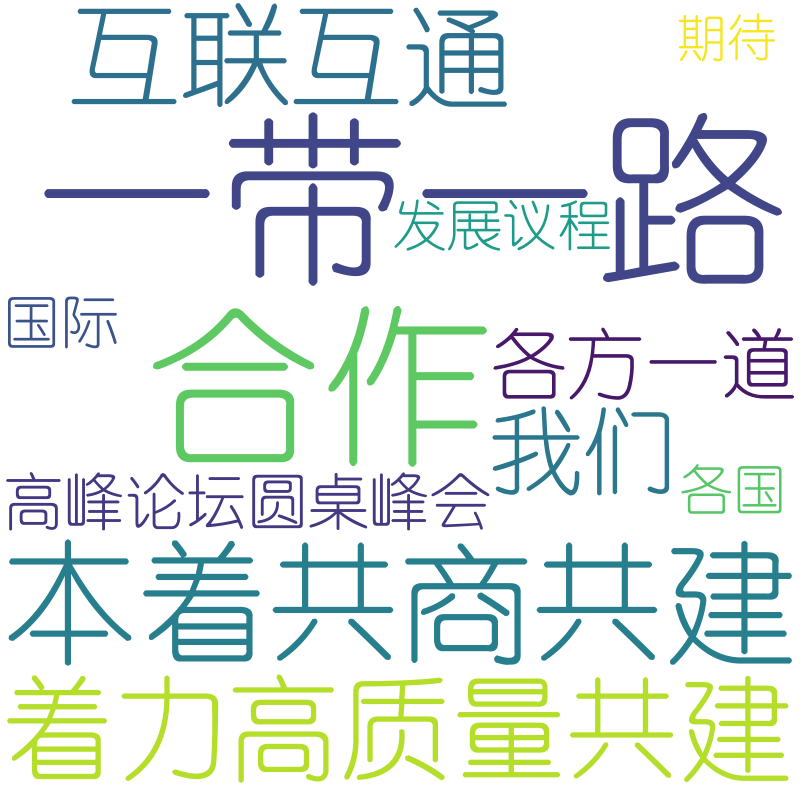 互联互通
期待
一带一路
发展议程
国际
合作
各方一道
我们
高峰论坛圆桌峰会
各国
本着共商共建
着力高质量共建